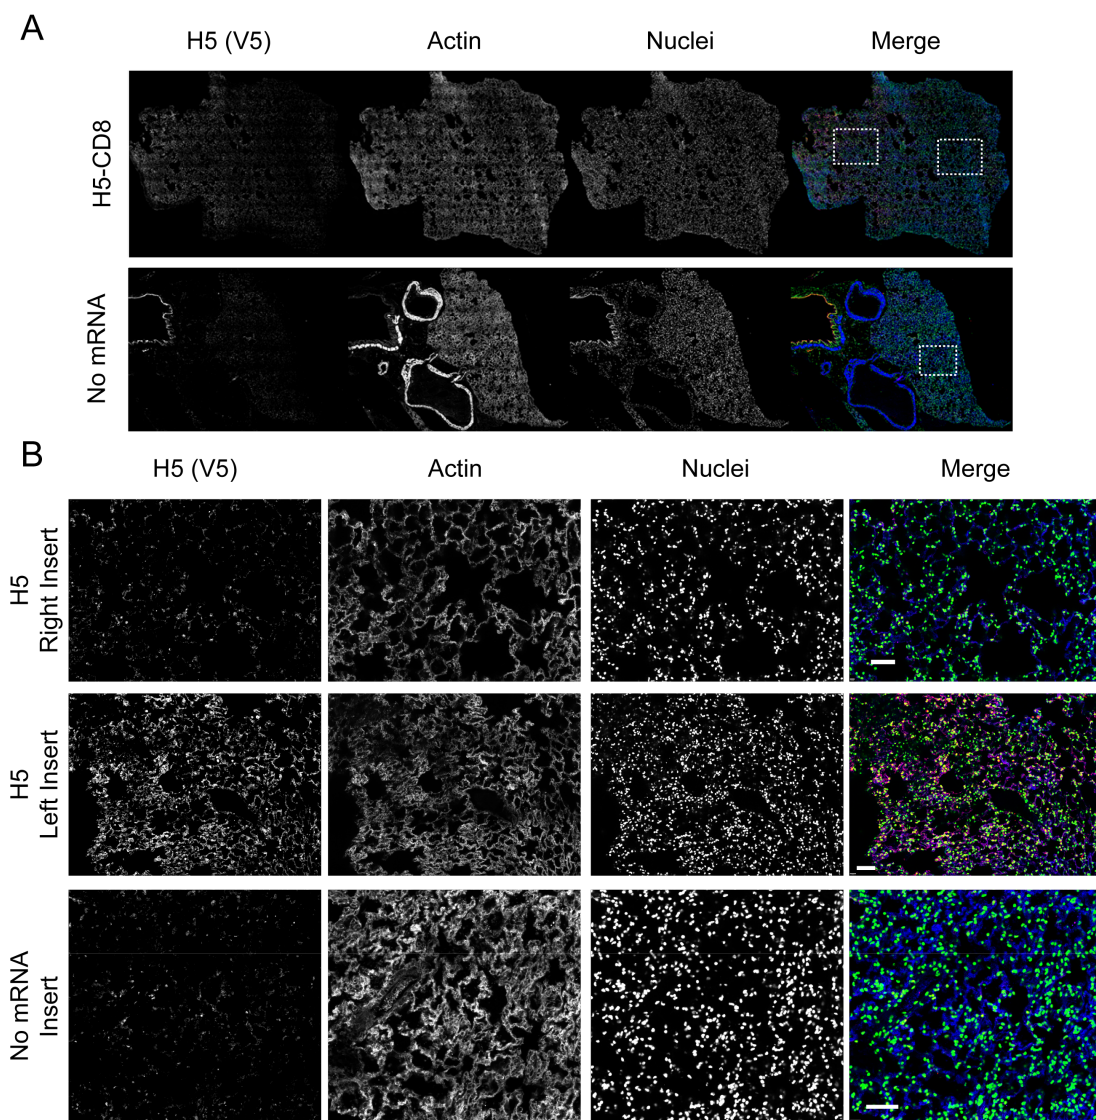 A
H5 (V5) Actin Nuclei Merge
H5-CD8
No mRNA
B
H5 (V5) Actin Nuclei Merge
H5
Right Insert
H5
Left Insert
No mRNA
Insert